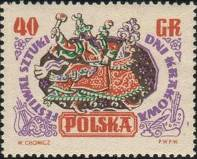 40 GR
FESTIWAL SZTUKI
DNI KRAKOWA
POLSKA
W. CHOMICZ
P.W.P.W.